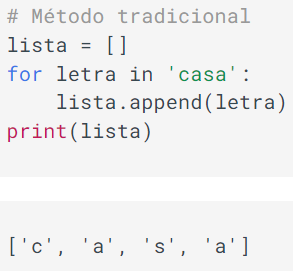 # Método tradicional
lista = []
for letra in 'casa':
    lista.append(letra)
print(lista)
['c', 'a', 's', 'a']